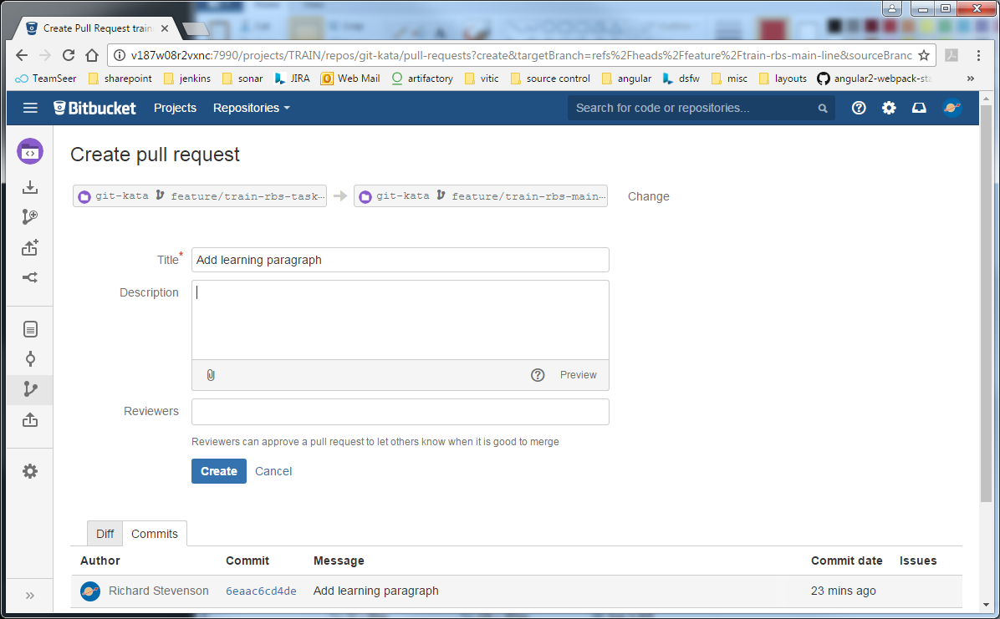 Create Pull Request train
v187w08r2vxnc:7990/projects/TRAIN/repos/git-kata/pull-requests?create&targetBranch=refs%2Fheads%2Ffeature%2Ftrain-rbs-main-line&sourceBranc
TeamSeer sharepoint jenkins sonar JIRA Web Mail artifactory vitic source control angular dsfw misc layouts angular2-webpack-sta »
Bitbucket Projects Repositories Search for code or repositories...
Create pull request
git-kata feature/train-rbs-task… git-kata feature/train-rbs-main… Change
Title* Add learning paragraph
Description
Preview
Reviewers
Reviewers can approve a pull request to let others know when it is good to merge
Create Cancel
Diff Commits
Author Commit Message Commit date Issues
Richard Stevenson 6eaac6cd4de Add learning paragraph 23 mins ago